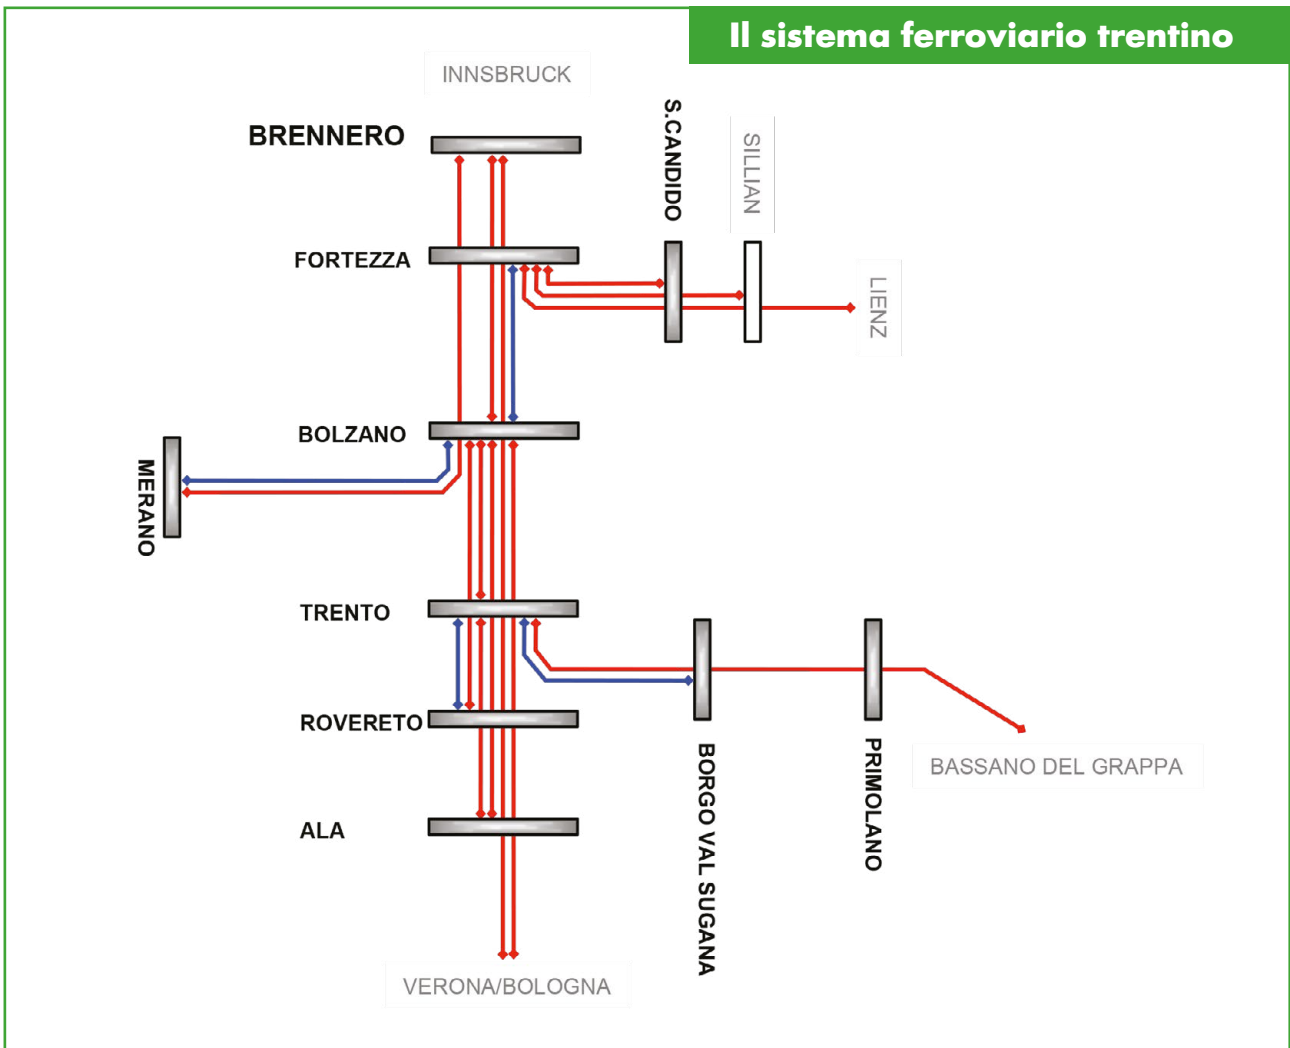 Il sistema ferroviario trentino
INNSBRUCK
BRENNERO
S.CANDIDO
SILLIAN
FORTEZZA
LIENZ
BOLZANO
MERANO
TRENTO
ROVERETO
BORGO VAL SUGANA
PRIMOLANO
BASSANO DEL GRAPPA
ALA
VERONA/BOLOGNA